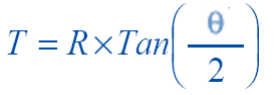 T = R × Tan(θ/2)